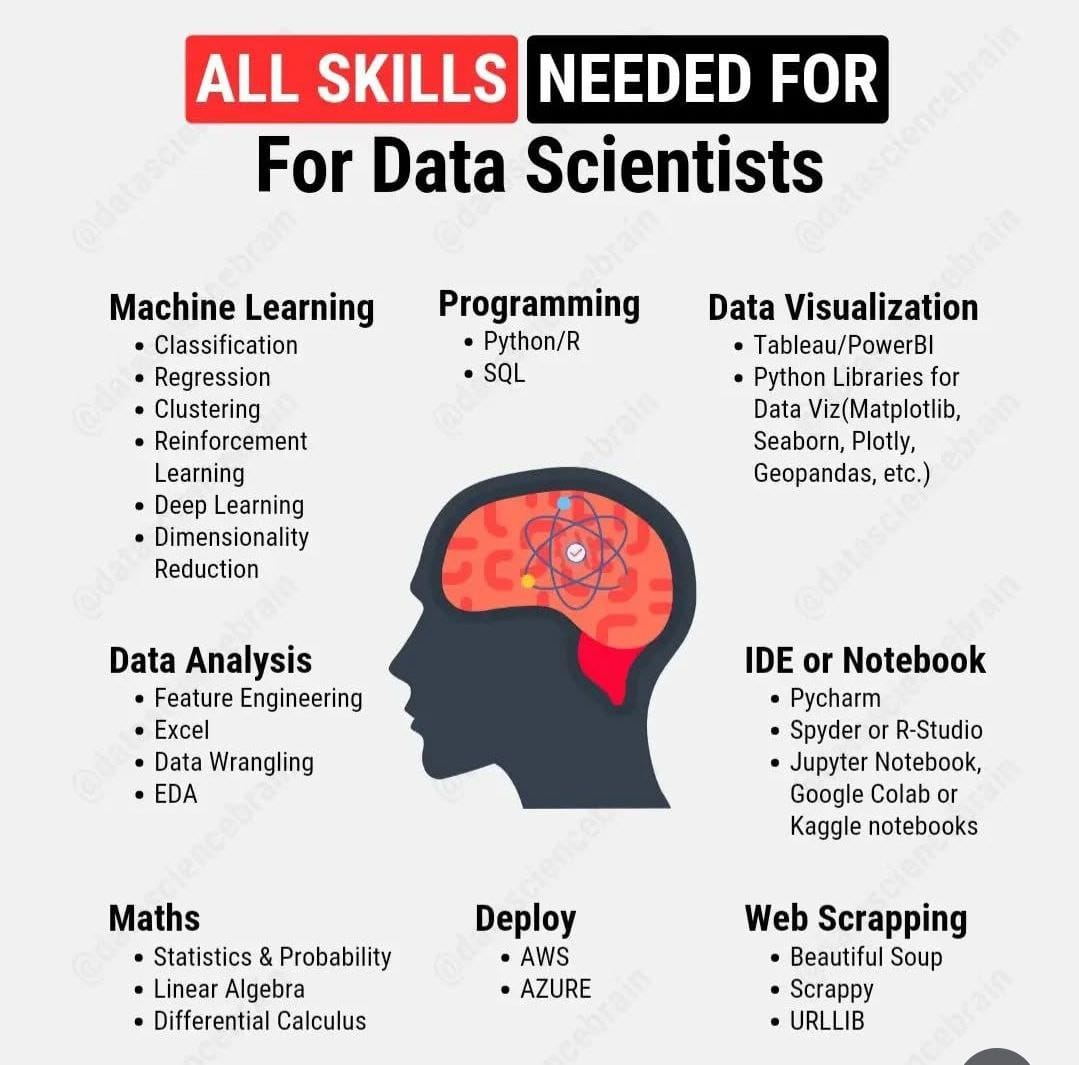 ALL SKILLS NEEDED FOR
For Data Scientists
Machine Learning
• Classification
• Regression
• Clustering
• Reinforcement
Learning
• Deep Learning
• Dimensionality
Reduction
Programming
• Python/R
• SQL
Data Visualization
• Tableau/PowerBI
• Python Libraries for
Data Viz(Matplotlib,
Seaborn, Plotly,
Geopandas, etc.)
Data Analysis
• Feature Engineering
• Excel
• Data Wrangling
• EDA
IDE or Notebook
• Pycharm
• Spyder or R-Studio
• Jupyter Notebook,
Google Colab or
Kaggle notebooks
Maths
• Statistics & Probability
• Linear Algebra
• Differential Calculus
Deploy
• AWS
• AZURE
Web Scrapping
• Beautiful Soup
• Scrappy
• URLLIB
@datasciencebrain